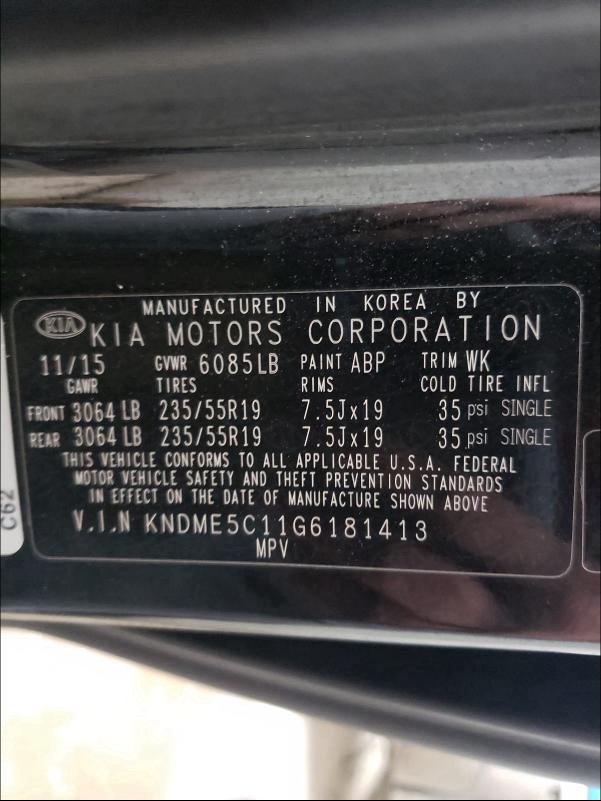 MANUFACTURED IN KOREA BY
KIA KIA MOTORS CORPORATION
11/15 GVWR 6085LB PAINT ABP TRIM WK
GAWR TIRES RIMS COLD TIRE INFL
FRONT 3064 LB 235/55R19 7.5Jx19 35 psi SINGLE
REAR 3064 LB 235/55R19 7.5Jx19 35 psi SINGLE
THIS VEHICLE CONFORMS TO ALL APPLICABLE U.S.A. FEDERAL
MOTOR VEHICLE SAFETY AND THEFT PREVENTION STANDARDS
IN EFFECT ON THE DATE OF MANUFACTURE SHOWN ABOVE
V.I.N KNDME5C11G6181413
MPV
C62